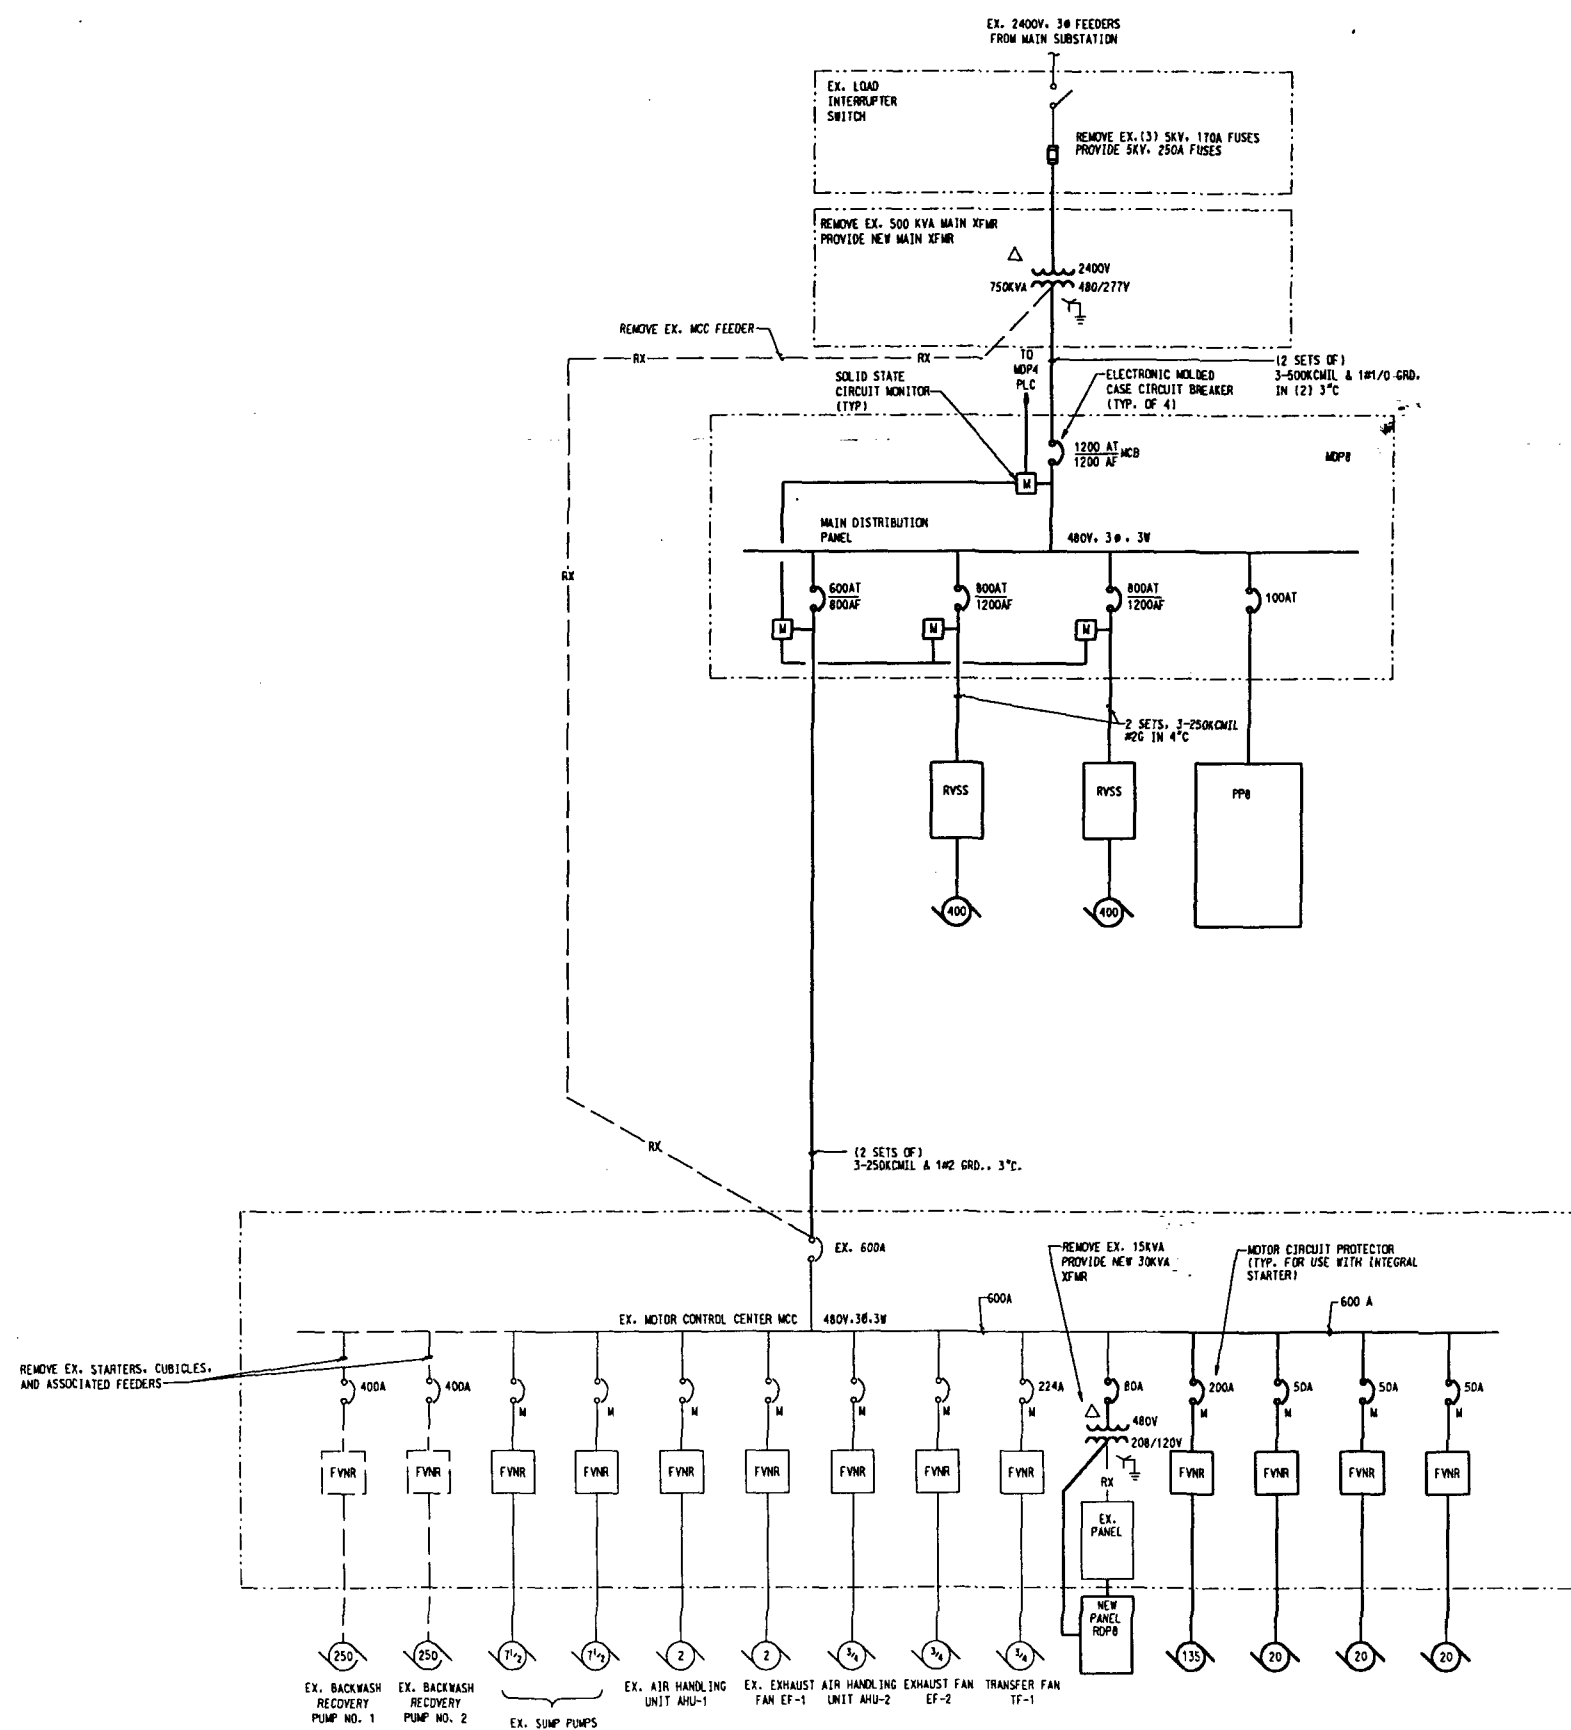 EX. 2400V. 3Ø FEEDERS
FROM MAIN SUBSTATION
EX. LOAD
INTERRUPTER
SWITCH
REMOVE EX.(3) 5KV. 170A FUSES
PROVIDE 5KV. 250A FUSES
REMOVE EX. 500 KVA MAIN XFMR
PROVIDE NEW MAIN XFMR
2400V
750KVA
480/277V
REMOVE EX. MCC FEEDER
RX
RX
TO
MDP4
PLC
(2 SETS OF)
3-500KCMIL & 1#1/0 GRD.
IN (2) 3"C
SOLID STATE
CIRCUIT MONITOR
(TYP)
ELECTRONIC MOLDED
CASE CIRCUIT BREAKER
(TYP. OF 4)
1200 AT
1200 AF
MCB
MDP8
M
MAIN DISTRIBUTION
PANEL
480V. 3Ø. 3W
RX
600AT
800AF
800AT
1200AF
800AT
1200AF
100AT
M
M
M
2 SETS. 3-250KCMIL
#2G IN 4"C
RVSS
RVSS
PP8
400
400
RX
(2 SETS OF)
3-250KCMIL & 1#2 GRD.. 3"C.
EX. 600A
REMOVE EX. 15KVA
PROVIDE NEW 30KVA
XFMR
MOTOR CIRCUIT PROTECTOR
(TYP. FOR USE WITH INTEGRAL
STARTER)
600A
600 A
EX. MOTOR CONTROL CENTER MCC
480V.3Ø.3W
REMOVE EX. STARTERS. CUBICLES.
AND ASSOCIATED FEEDERS
400A
400A
224A
80A
200A
50A
50A
50A
M
M
M
M
M
M
M
M
M
M
M
480V
208/120V
FVNR
FVNR
FVNR
FVNR
FVNR
FVNR
FVNR
FVNR
FVNR
FVNR
FVNR
FVNR
FVNR
RX
EX.
PANEL
NEW
PANEL
RDP8
250
250
7 1/2
7 1/2
2
2
3/4
3/4
3/4
135
20
20
20
EX. BACKWASH
RECOVERY
PUMP NO. 1
EX. BACKWASH
RECOVERY
PUMP NO. 2
EX. SUMP PUMPS
EX. AIR HANDLING
UNIT AHU-1
EX. EXHAUST
FAN EF-1
AIR HANDLING
UNIT AHU-2
EXHAUST FAN
EF-2
TRANSFER FAN
TF-1